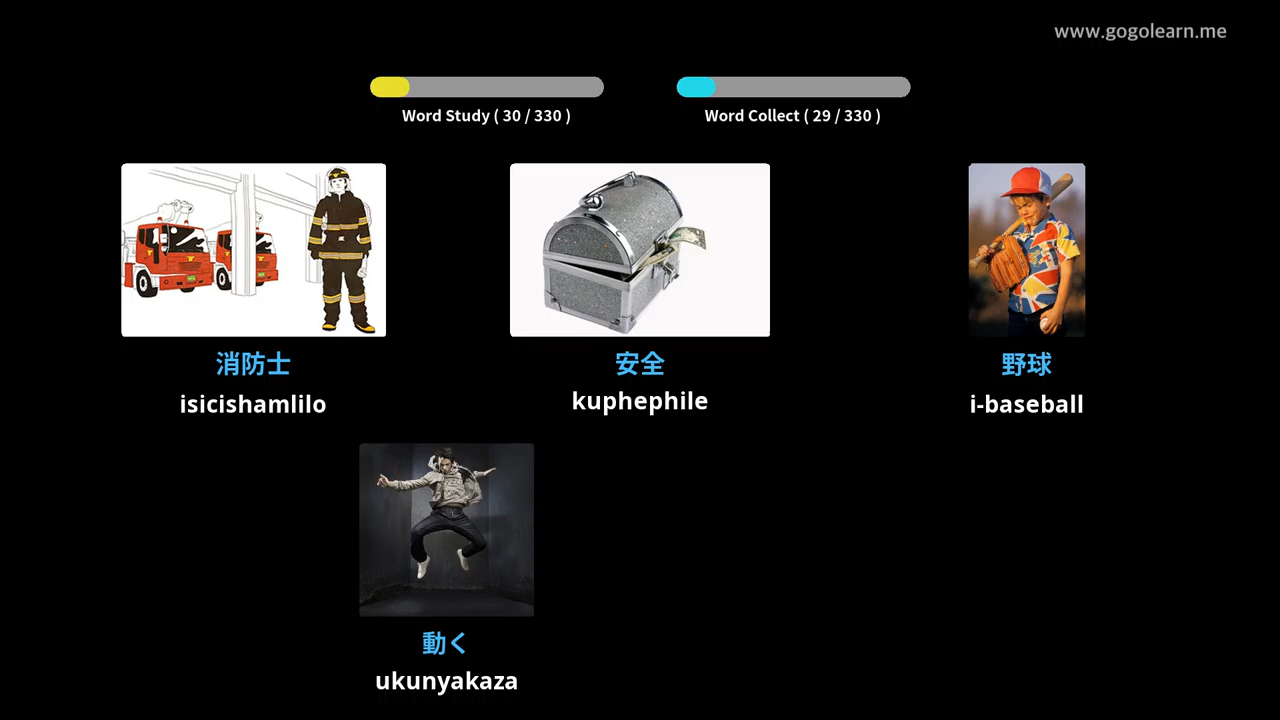 www.gogolearn.me
Word Study ( 30 / 330 )
Word Collect ( 29 / 330 )
消防士
安全
野球
isicishamlilo
kuphephile
i-baseball
動く
ukunyakaza